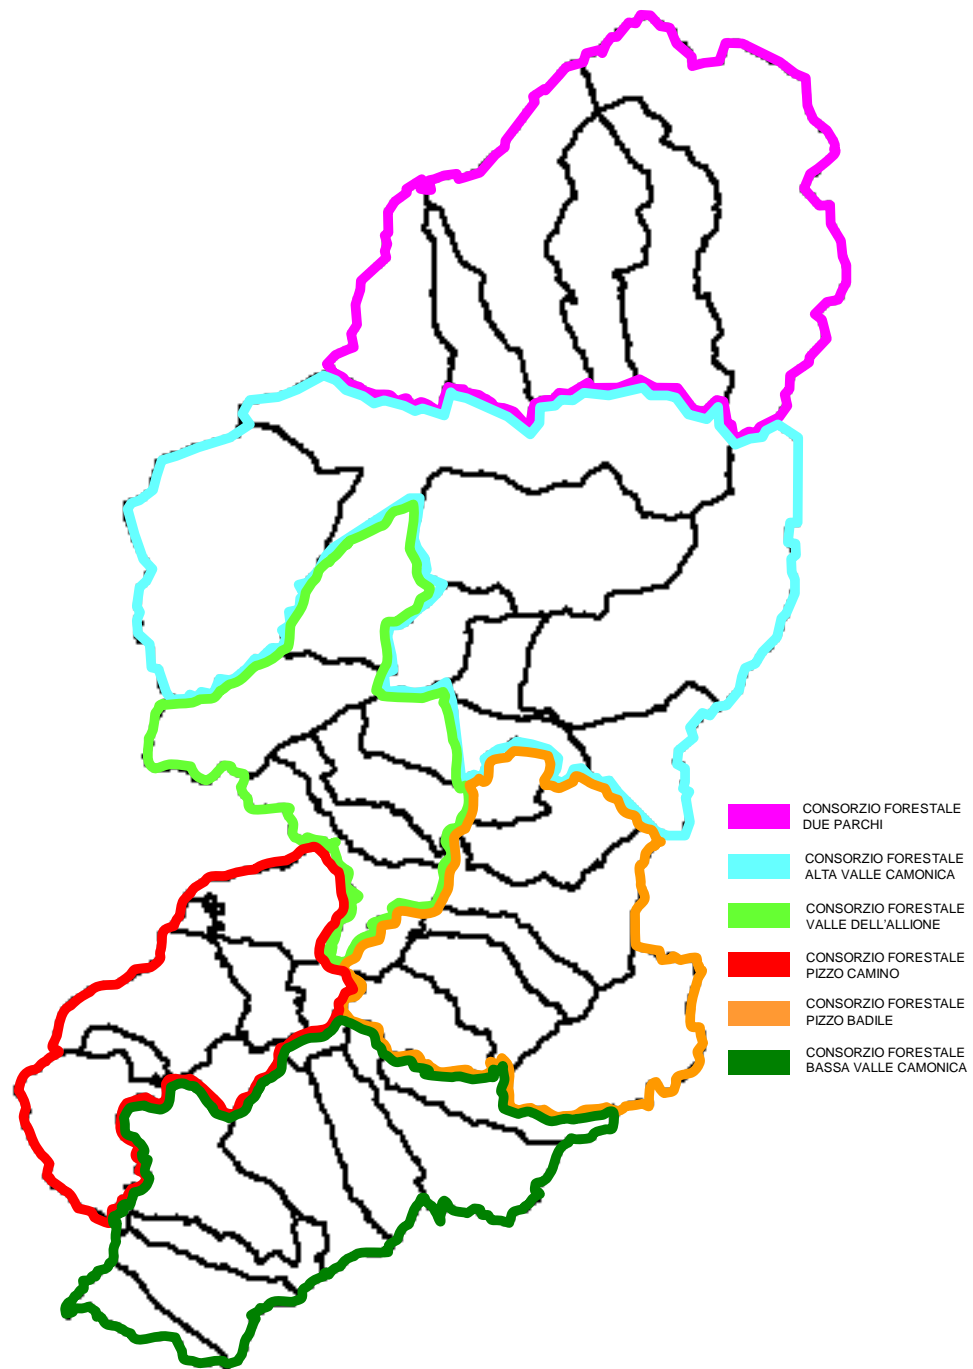 CONSORZIO FORESTALE
DUE PARCHI
CONSORZIO FORESTALE
ALTA VALLE CAMONICA
CONSORZIO FORESTALE
VALLE DELL'ALLIONE
CONSORZIO FORESTALE
PIZZO CAMINO
CONSORZIO FORESTALE
PIZZO BADILE
CONSORZIO FORESTALE
BASSA VALLE CAMONICA